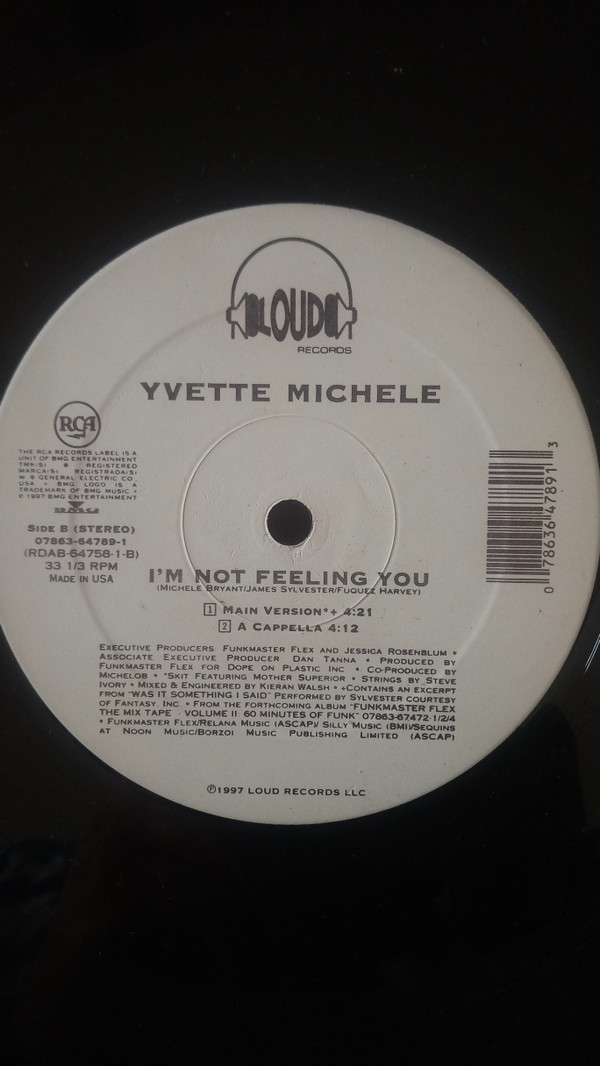 LOUD
RECORDS
YVETTE MICHELE
RCA
THE RCA RECORDS LABEL IS A
UNIT OF BMG ENTERTAINMENT
TMK(S) ® REGISTERED
MARCA(S) REGISTRADA(S)
® GENERAL ELECTRIC CO.,
USA • BMG LOGO IS A
TRADEMARK OF BMG MUSIC •
© 1997 BMG ENTERTAINMENT
BMG
SIDE B (STEREO)
07863-64789-1
(RDAB-64758-1-B)
33 1/3 RPM
MADE IN USA
0 78636 47891 3
I'M NOT FEELING YOU
(MICHELE BRYANT/JAMES SYLVESTER/FUQUEZ HARVEY)
1 MAIN VERSION*+ 4:21
2 A CAPPELLA 4:12
EXECUTIVE PRODUCERS FUNKMASTER FLEX AND JESSICA ROSENBLUM •
ASSOCIATE EXECUTIVE PRODUCER DAN TANNA • PRODUCED BY
FUNKMASTER FLEX FOR DOPE ON PLASTIC INC • CO-PRODUCED BY
MICHELOB • *SKIT FEATURING MOTHER SUPERIOR • STRINGS BY STEVE
IVORY • MIXED & ENGINEERED BY KIERAN WALSH • +CONTAINS AN EXCERPT
FROM "WAS IT SOMETHING I SAID" PERFORMED BY SYLVESTER COURTESY
OF FANTASY, INC • FROM THE FORTHCOMING ALBUM "FUNKMASTER FLEX
THE MIX TAPE VOLUME II 60 MINUTES OF FUNK" 07863-67472-1/2/4
• FUNKMASTER FLEX/RELANA MUSIC (ASCAP)/ SILLY MUSIC (BMI)/SEQUINS
AT NOON MUSIC/BORZOI MUSIC PUBLISHING LIMITED (ASCAP)
℗1997 LOUD RECORDS LLC